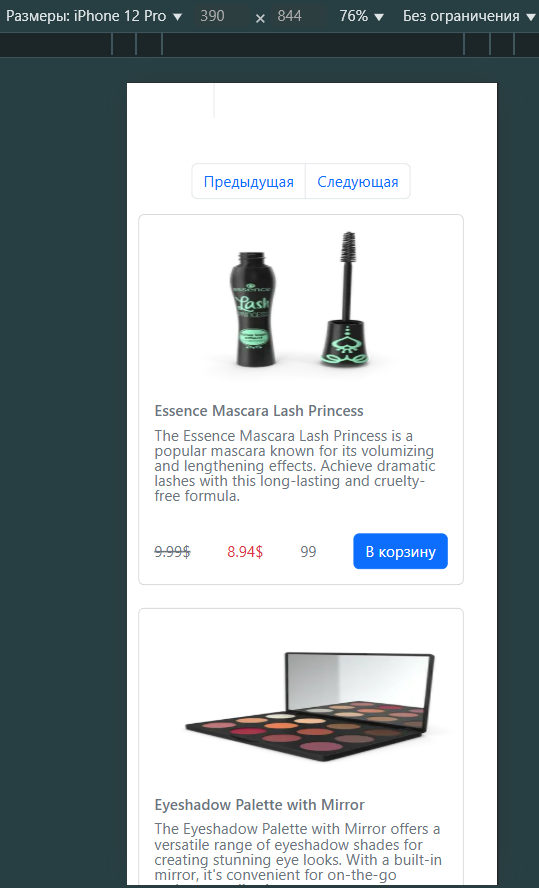 Размеры: iPhone 12 Pro ▼ 390 × 844 76% ▼ Без ограничения ▼
Предыдущая Следующая
essence
Lash
PRINCESS
Essence Mascara Lash Princess
The Essence Mascara Lash Princess is a
popular mascara known for its volumizing
and lengthening effects. Achieve dramatic
lashes with this long-lasting and cruelty-
free formula.
9.99$ 8.94$ 99 В корзину
Eyeshadow Palette with Mirror
The Eyeshadow Palette with Mirror offers a
versatile range of eyeshadow shades for
creating stunning eye looks. With a built-in
mirror, it's convenient for on-the-go